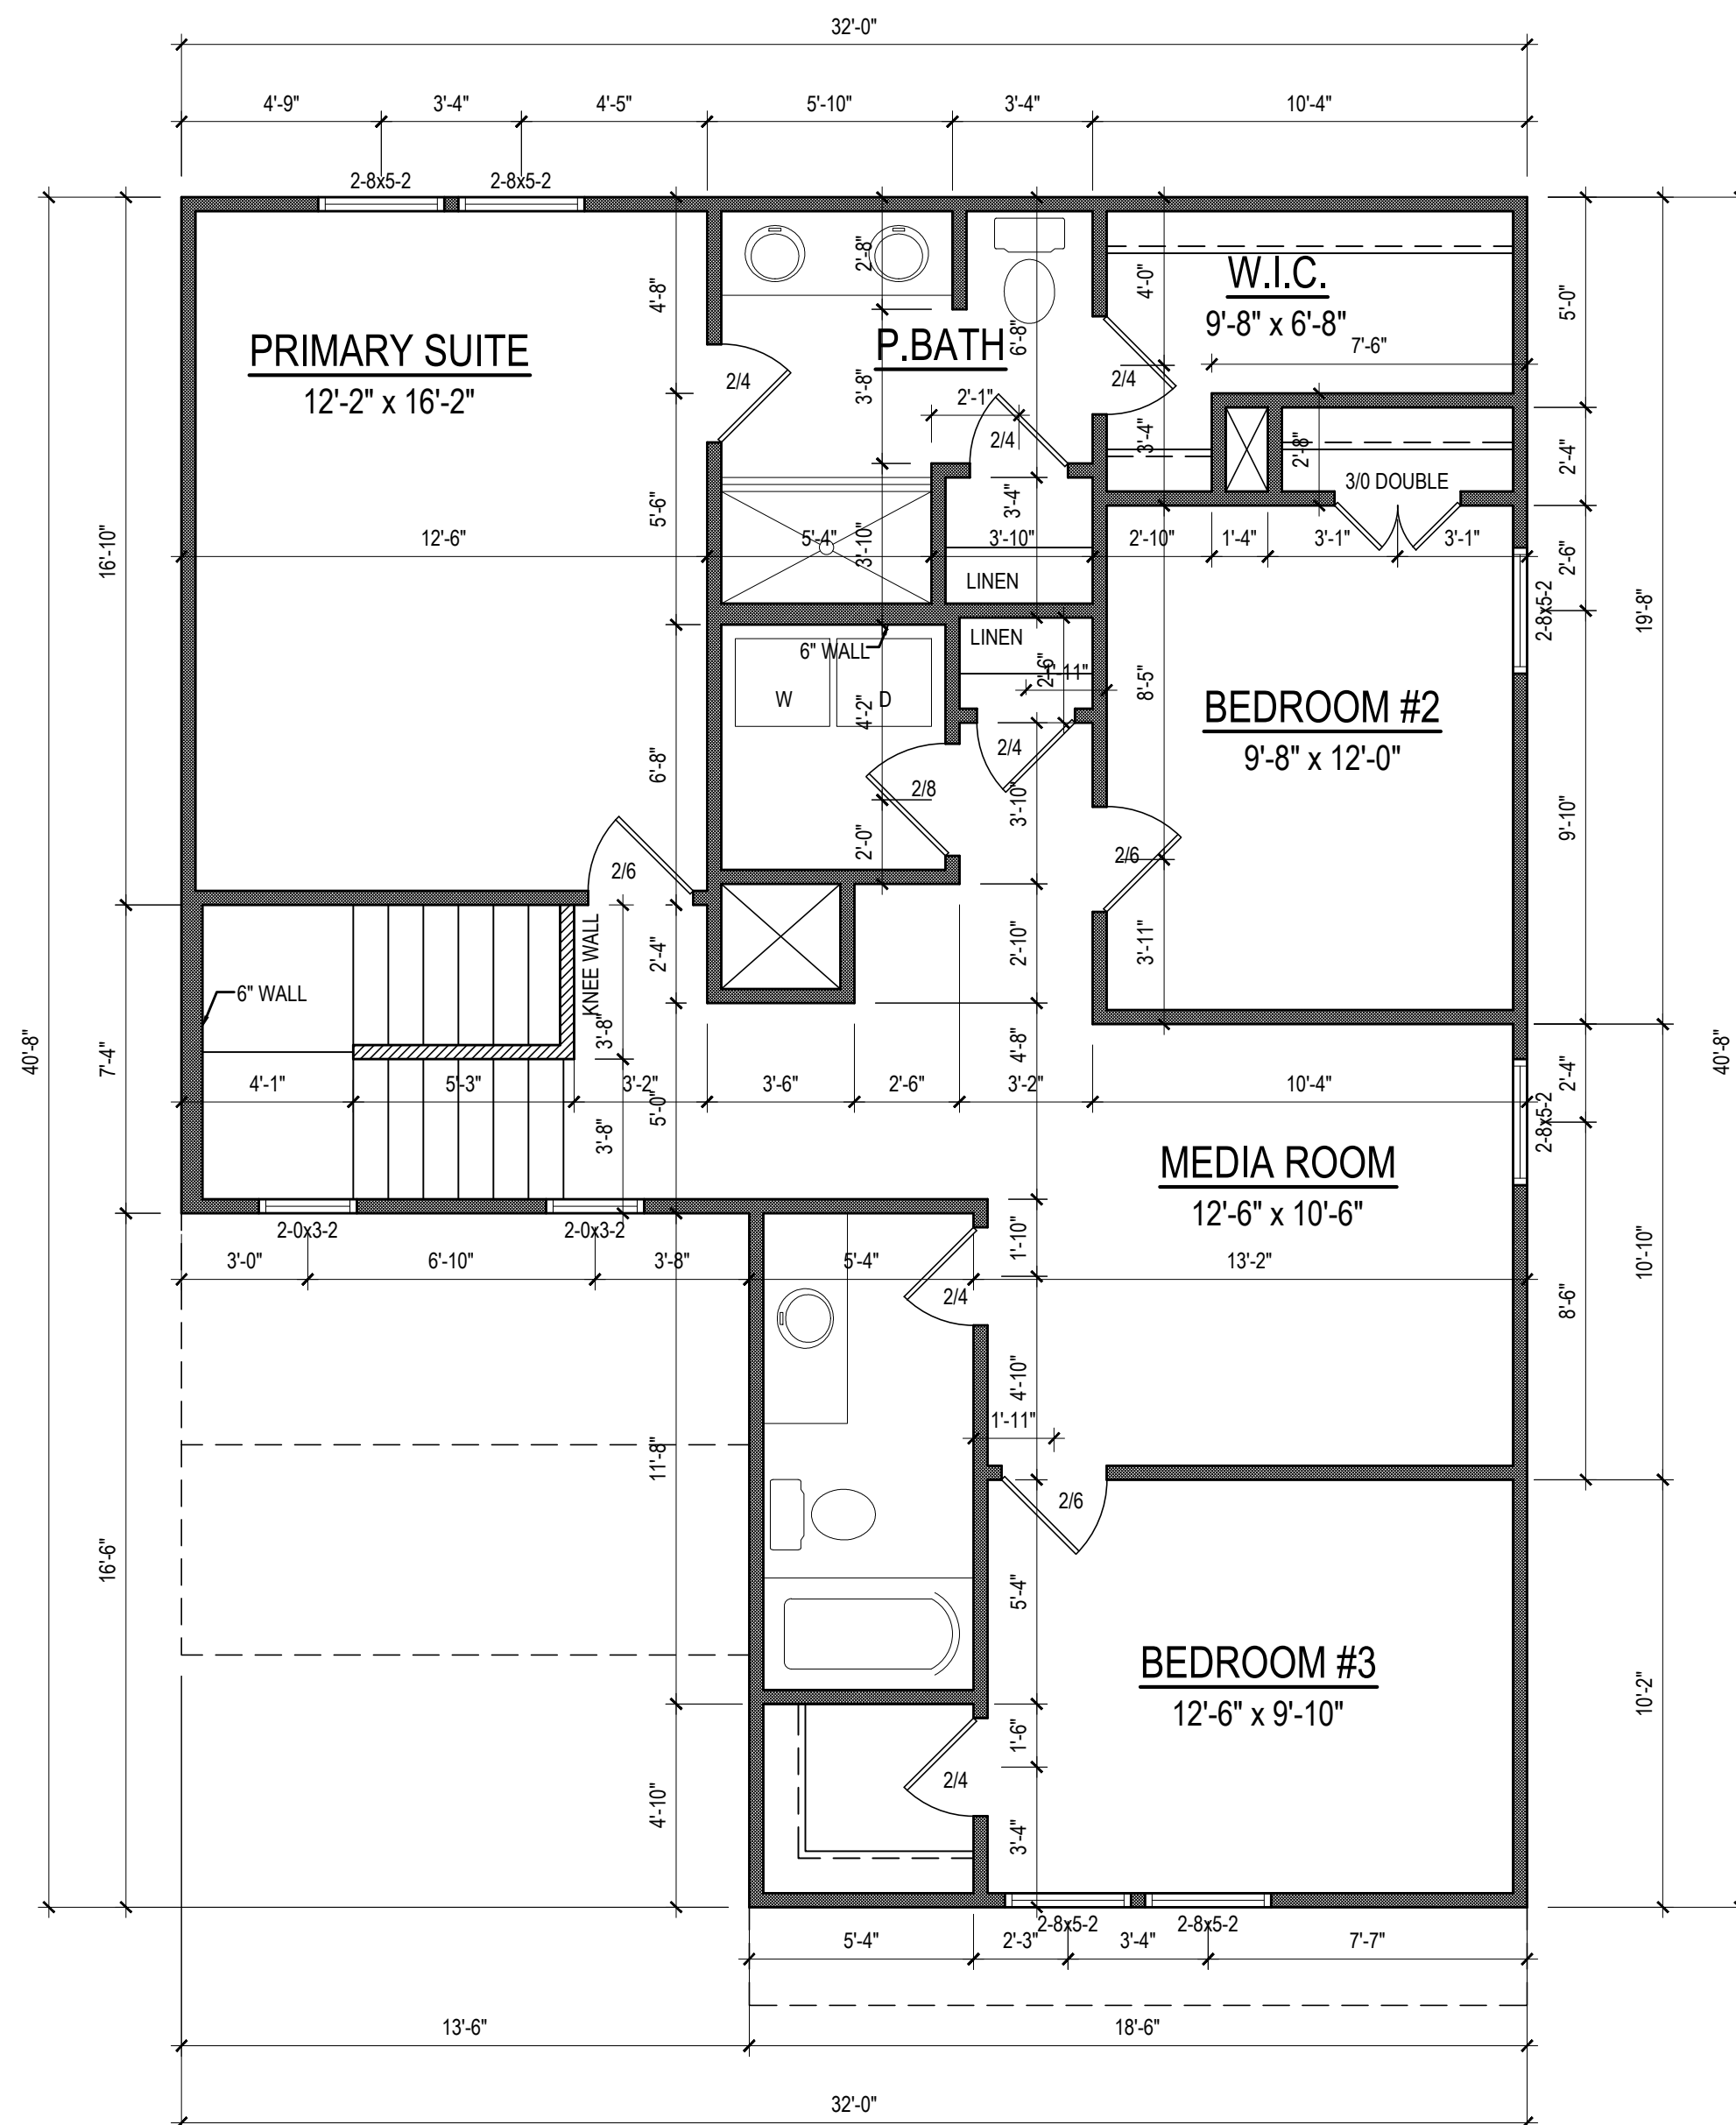 32'-0"
4'-9" 3'-4" 4'-5" 5'-10" 3'-4" 10'-4"
2-8x5-2 2-8x5-2
PRIMARY SUITE
12'-2" x 16'-2"
4'-8"
2'-8"
P.BATH
6'-8"
4'-0"
W.I.C.
9'-8" x 6'-8"
7'-6"
5'-0"
2/4
3'-8"
2'-1"
2/4
2/4
3'-4"
2'-8"
3/0 DOUBLE
2'-4"
5'-6"
3'-4"
16'-10"
12'-6" 5'-4" 3'-10" 3'-10" 2'-10" 1'-4" 3'-1" 3'-1"
2'-6"
LINEN
2-8x5-2
19'-8"
LINEN
6" WALL
2'-6"
1'-11"
8'-5"
W D
4'-2"
BEDROOM #2
9'-8" x 12'-0"
2/4
6'-8"
2/8
3'-10"
9'-10"
2'-0"
2/6
2/6
KNEE WALL
2'-4"
2'-10"
3'-11"
6" WALL
40'-8"
7'-4"
3'-8"
4'-8"
40'-8"
2'-4"
4'-1" 5'-3" 3'-2" 3'-6" 2'-6" 3'-2" 10'-4"
5'-0"
3'-8"
2-8x5-2
MEDIA ROOM
12'-6" x 10'-6"
2-0x3-2 2-0x3-2
1'-10"
10'-10"
3'-0" 6'-10" 3'-8" 5'-4" 13'-2"
2/4
8'-6"
4'-10"
1'-11"
11'-8"
2/6
16'-6"
5'-4"
BEDROOM #3
12'-6" x 9'-10"
10'-2"
1'-6"
2/4
4'-10"
3'-4"
2-8x5-2 2-8x5-2
5'-4" 2'-3" 3'-4" 7'-7"
13'-6" 18'-6"
32'-0"